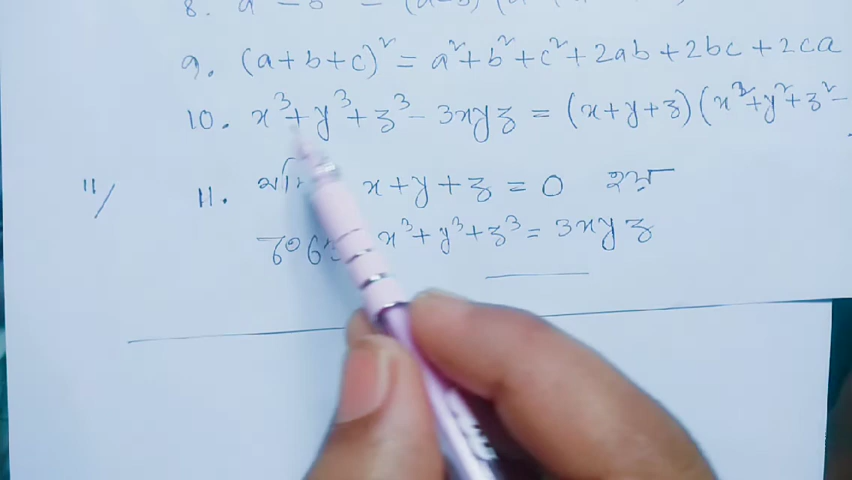 9. (a+b+c)² = a²+b²+c²+2ab+2bc+2ca
10. x³+y³+z³-3xyz = (x+y+z)(x²+y²+z²-
11. x+y+z = 0 হয়
x³+y³+z³ = 3xyz